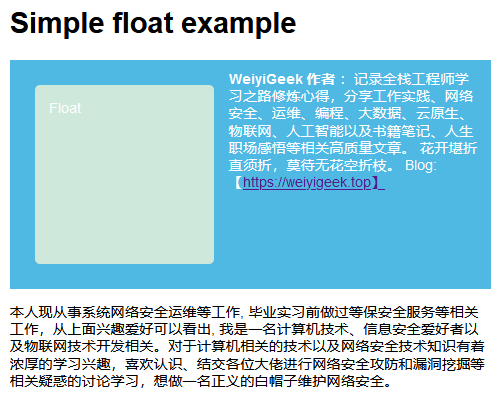 Simple float example
Float
WeiyiGeek 作者 ： 记录全栈工程师学
习之路修炼心得，分享工作实践、网络
安全、运维、编程、大数据、云原生、
物联网、人工智能以及书籍笔记、人生
职场感悟等相关高质量文章。 花开堪折
直须折，莫待无花空折枝。 Blog:
【https://weiyigeek.top】
本人现从事系统网络安全运维等工作, 毕业实习前做过等保安全服务等相关
工作，从上面兴趣爱好可以看出, 我是一名计算机技术、信息安全爱好者以
及物联网技术开发相关。对于计算机相关的技术以及网络安全技术知识有着
浓厚的学习兴趣，喜欢认识、结交各位大佬进行网络安全攻防和漏洞挖掘等
相关疑惑的讨论学习，想做一名正义的白帽子维护网络安全。